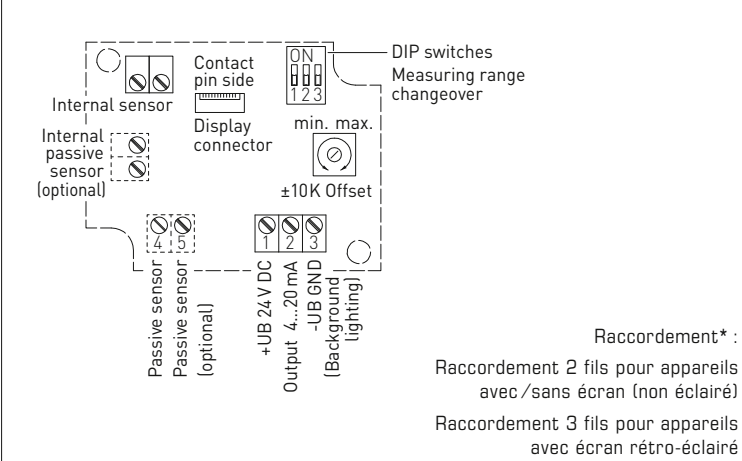 ON
1 2 3
DIP switches
Measuring range
changeover
Contact
pin side
Internal sensor
Display
connector
min. max.
±10K Offset
Internal
passive
sensor
(optional)
4 5
1 2 3
Passive sensor
Passive sensor
(optional)
+UB 24 V DC
Output 4...20 mA
-UB GND
(Background
lighting)
Raccordement* :
Raccordement 2 fils pour appareils
avec / sans écran (non éclairé)
Raccordement 3 fils pour appareils
avec écran rétro-éclairé